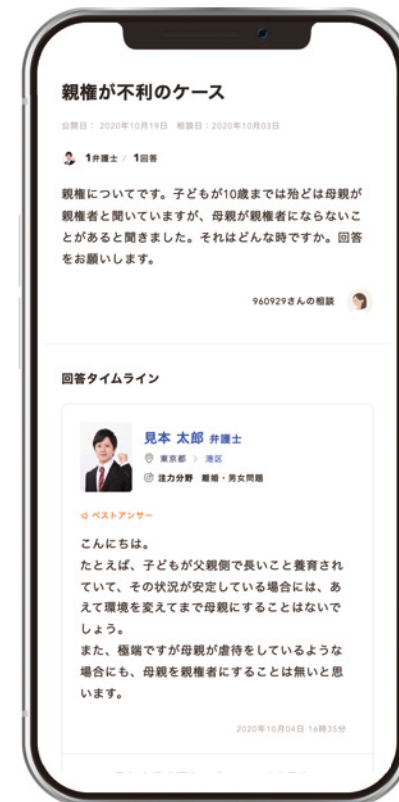 親権が不利のケース
公開日： 2020年10月19日 相談日：2020年10月03日
1弁護士 / 1回答
親権についてです。子どもが10歳までは殆どは母親が
親権者と聞いていますが、母親が親権者にならないこ
とがあると聞きました。それはどんな時ですか。回答
をお願いします。
960929さんの相談
回答タイムライン
見本 太郎 弁護士
東京都 > 港区
注力分野 離婚・男女問題
ベストアンサー
こんにちは。
たとえば、子どもが父親側で長いこと養育され
ていて、その状況が安定している場合には、あ
えて環境を変えてまで母親にすることはないで
しょう。
また、極端ですが母親が虐待をしているような
場合にも、母親を親権者にすることは無いと思
います。
2020年10月04日 16時35分